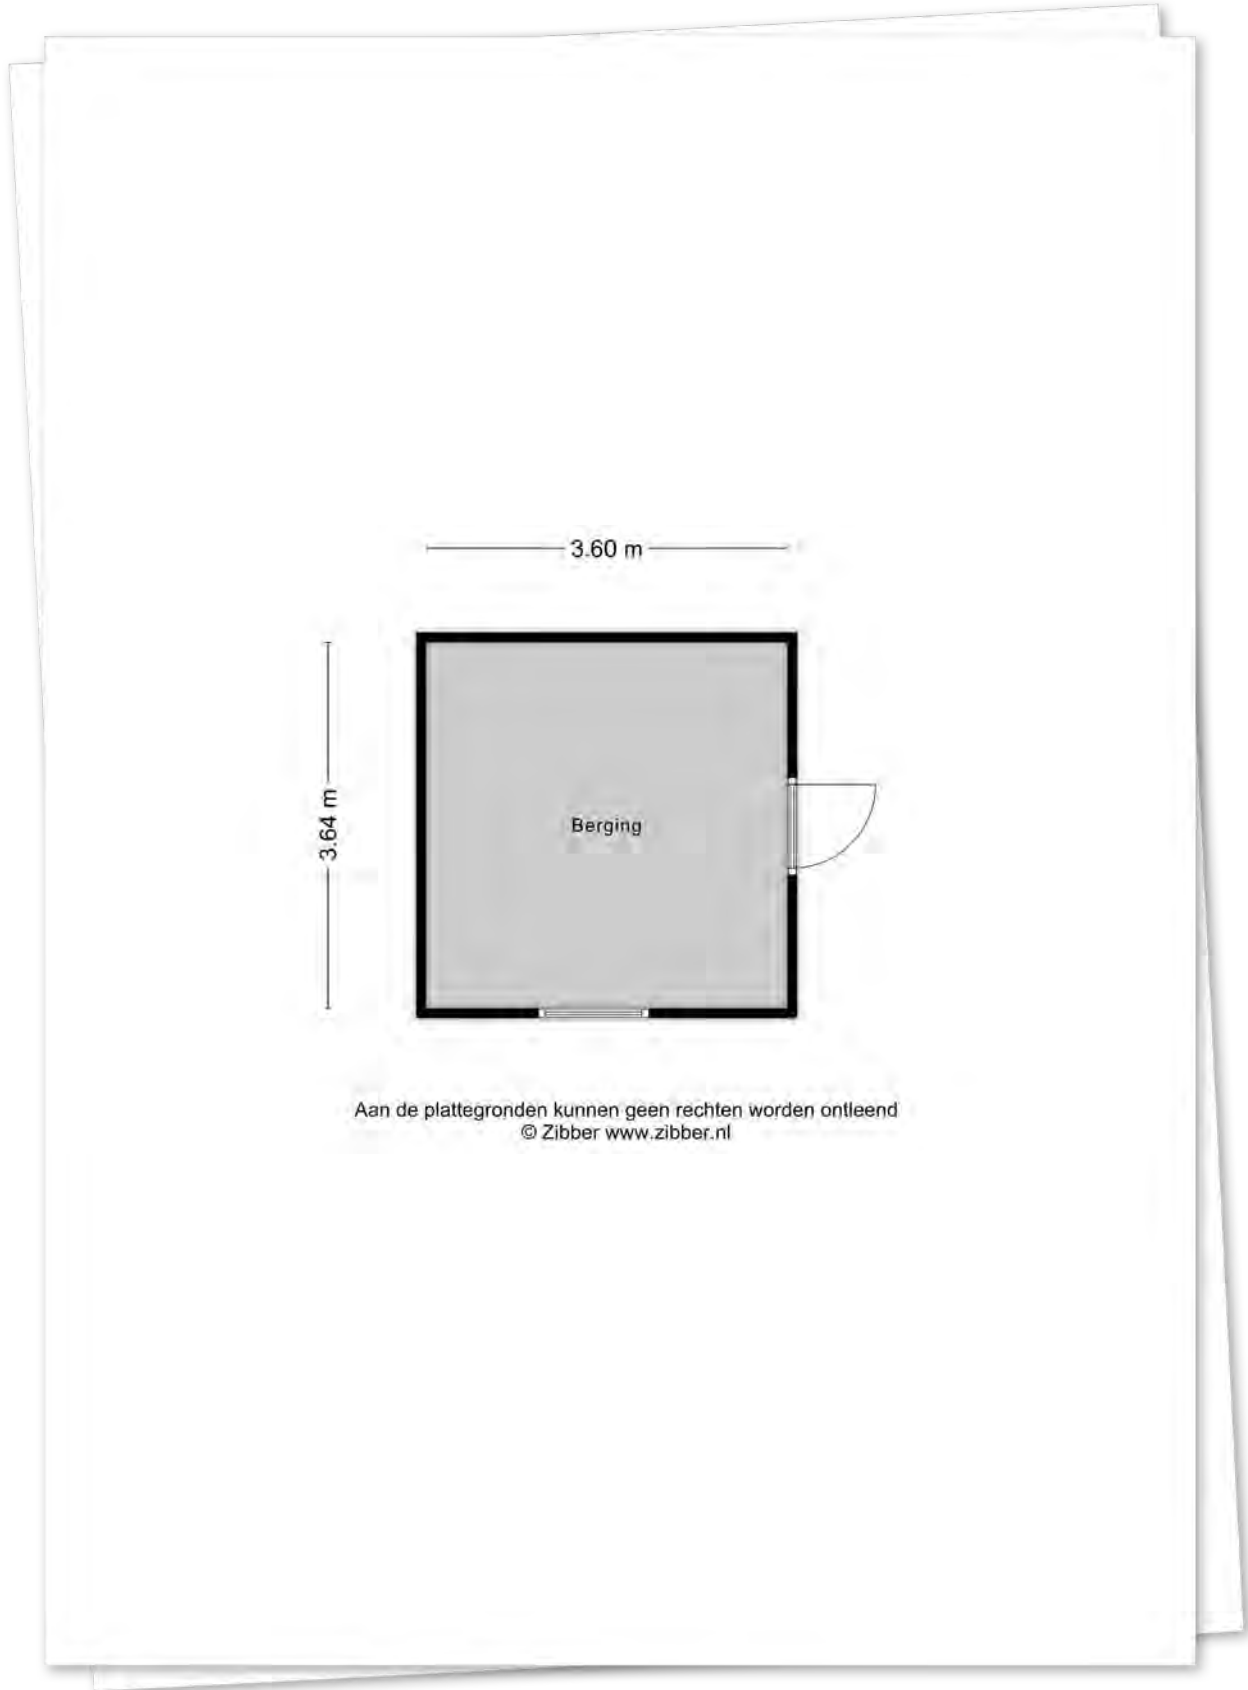 3.60 m
3.64 m
Berging
Aan de plattegronden kunnen geen rechten worden ontleend
© Zibber www.zibber.nl